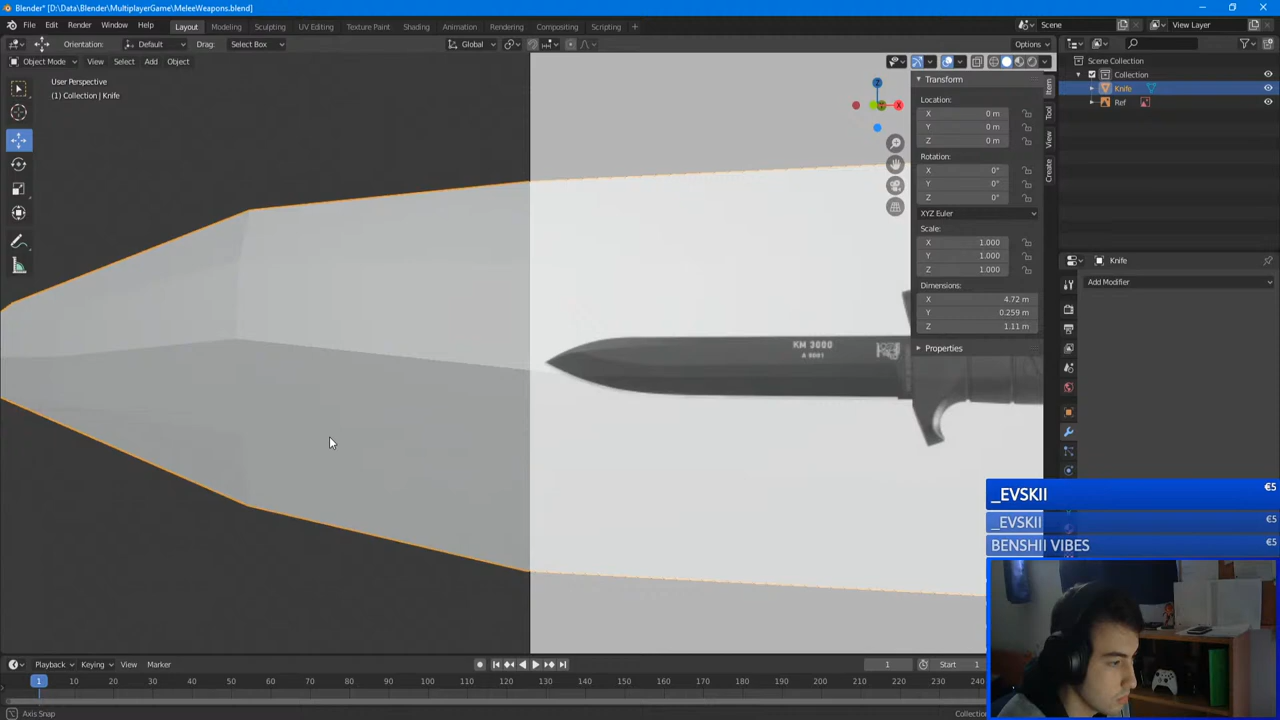 Blender* [D:\Data\Blender\MultiplayerGame\MeleeWeapons.blend]
File Edit Render Window Help Layout Modeling Sculpting UV Editing Texture Paint Shading Animation Rendering Compositing Scripting + Scene View Layer
Orientation: Default Drag: Select Box Global Options
Object Mode View Select Add Object
User Perspective
(1) Collection | Knife
Z
X
Transform
Location:
X 0 m
Y 0 m
Z 0 m
Rotation:
X 0°
Y 0°
Z 0°
XYZ Euler
Scale:
X 1.000
Y 1.000
Z 1.000
Dimensions:
X 4.72 m
Y 0.259 m
Z 1.11 m
Properties
Item
Tool
View
Create
Scene Collection
Collection
Knife
Ref
Knife
Add Modifier
KM 3000
_EVSKII €5
_EVSKII €5
BENSHII VIBES €5
Playback Keying View Marker 1 Start 1
1 10 20 30 40 50 60 70 80 90 100 110 120 130 140 150 160 170 180 190 200 210 220 230 240
Axis Snap Collection